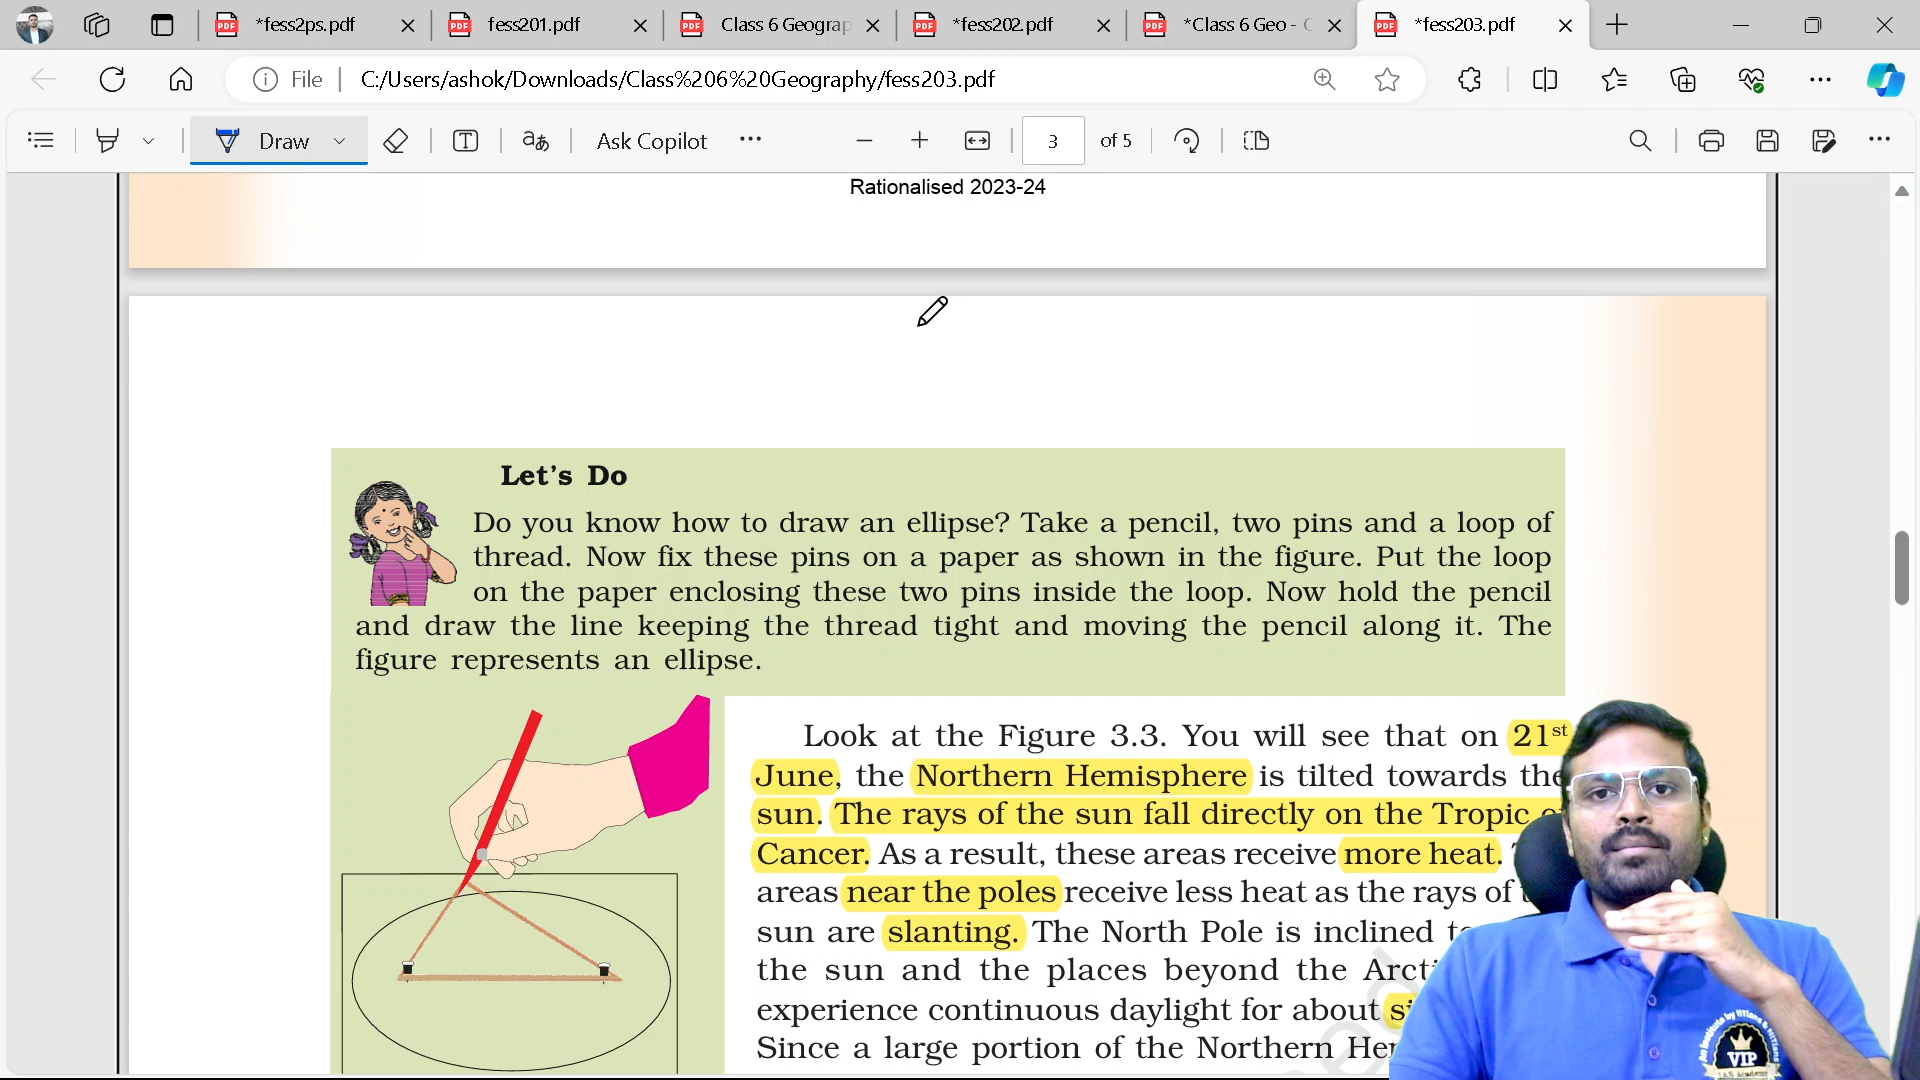 *fess2ps.pdf
fess201.pdf
Class 6 Geograp
*fess202.pdf
*Class 6 Geo - C
*fess203.pdf
File
C:/Users/ashok/Downloads/Class%206%20Geography/fess203.pdf
Draw
Ask Copilot
3 of 5
Rationalised 2023-24
Let's Do
Do you know how to draw an ellipse? Take a pencil, two pins and a loop of
thread. Now fix these pins on a paper as shown in the figure. Put the loop
on the paper enclosing these two pins inside the loop. Now hold the pencil
and draw the line keeping the thread tight and moving the pencil along it. The
figure represents an ellipse.
Look at the Figure 3.3. You will see that on 21st
June, the Northern Hemisphere is tilted towards the
sun. The rays of the sun fall directly on the Tropic
Cancer. As a result, these areas receive more heat.
areas near the poles receive less heat as the rays of
sun are slanting. The North Pole is inclined
the sun and the places beyond the
experience continuous daylight for about
Since a large portion of the Northern
VIP